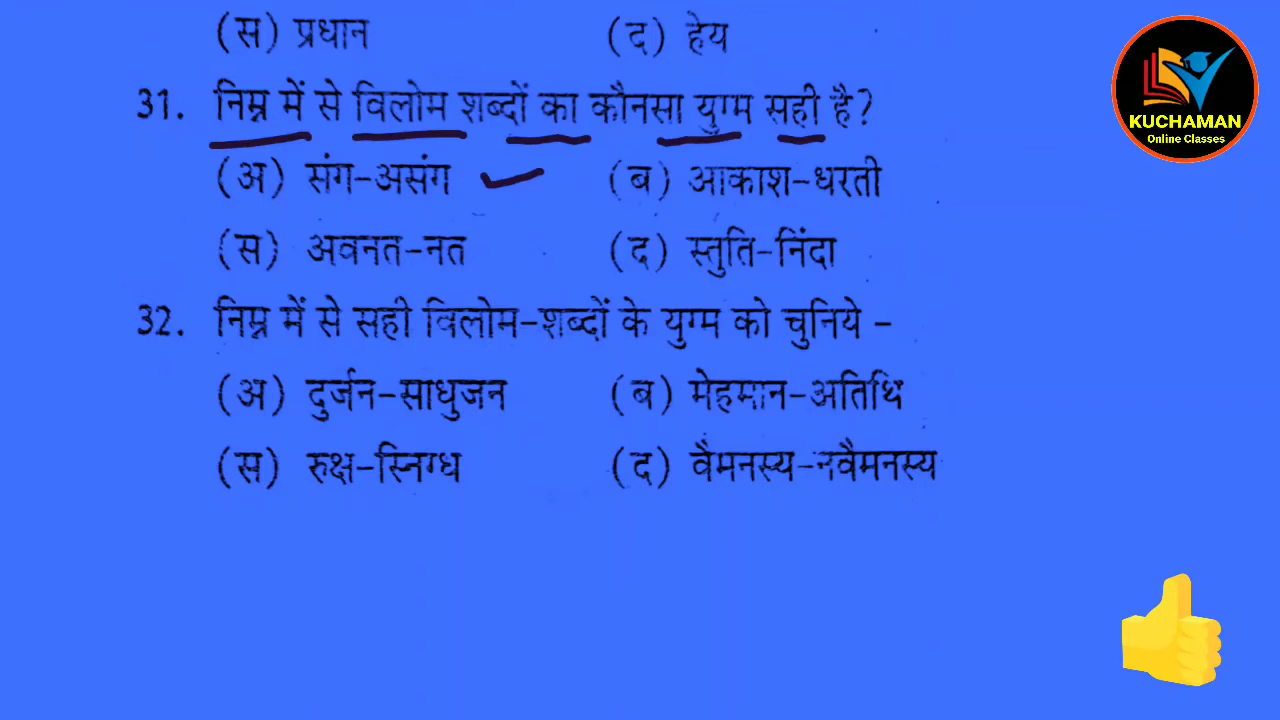 (स) प्रधान (द) हेय
31. निम्न में से विलोम शब्दों का कौनसा युग्म सही है?
(अ) संग-असंग (ब) आकाश-धरती
(स) अवनत-नत (द) स्तुति-निंदा
32. निम्न में से सही विलोम-शब्दों के युग्म को चुनिये -
(अ) दुर्जन-साधुजन (ब) मेहमान-अतिथि
(स) रुक्ष-स्निग्ध (द) वैमनस्य-नवैमनस्य
KUCHAMAN
Online Classes